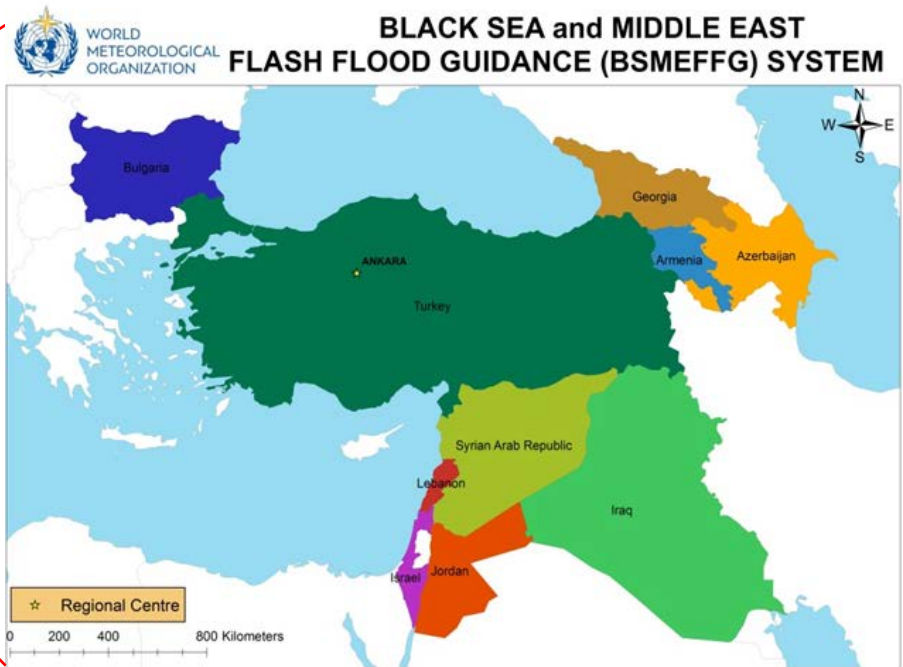 WORLD
METEOROLOGICAL
ORGANIZATION
BLACK SEA and MIDDLE EAST
FLASH FLOOD GUIDANCE (BSMEFFG) SYSTEM
N
W E
S
Bulgaria
Georgia
ANKARA
Armenia
Azerbaijan
Turkey
Syrian Arab Republic
Lebanon
Iraq
Israel
Jordan
Regional Centre
0 200 400 800 Kilometers